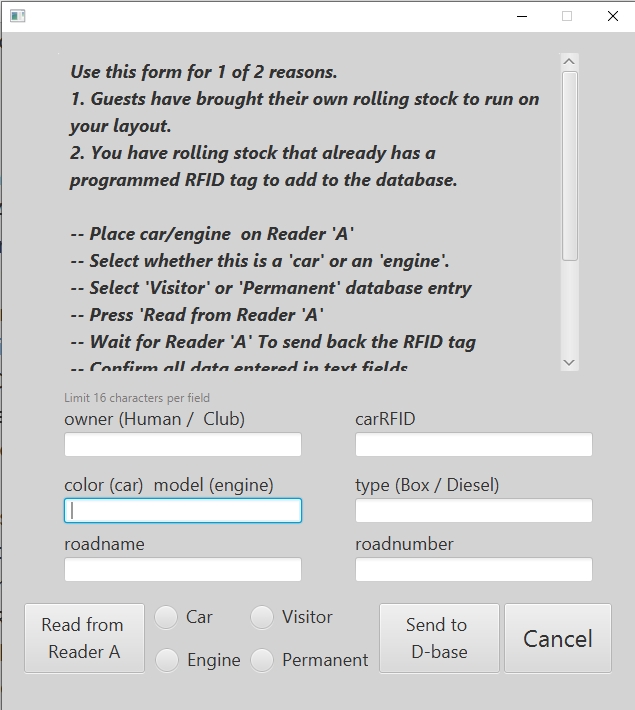 Use this form for 1 of 2 reasons.
1. Guests have brought their own rolling stock to run on
your layout.
2. You have rolling stock that already has a
programmed RFID tag to add to the database.
-- Place car/engine  on Reader 'A'
-- Select whether this is a 'car' or an 'engine'.
-- Select 'Visitor' or 'Permanent' database entry
-- Press 'Read from Reader 'A'
-- Wait for Reader 'A' To send back the RFID tag
-- Confirm all data entered in text fields
Limit 16 characters per field
owner (Human /  Club)
carRFID
color (car)  model (engine)
type (Box / Diesel)
roadname
roadnumber
Read from
Reader A
Car
Visitor
Engine
Permanent
Send to
D-base
Cancel